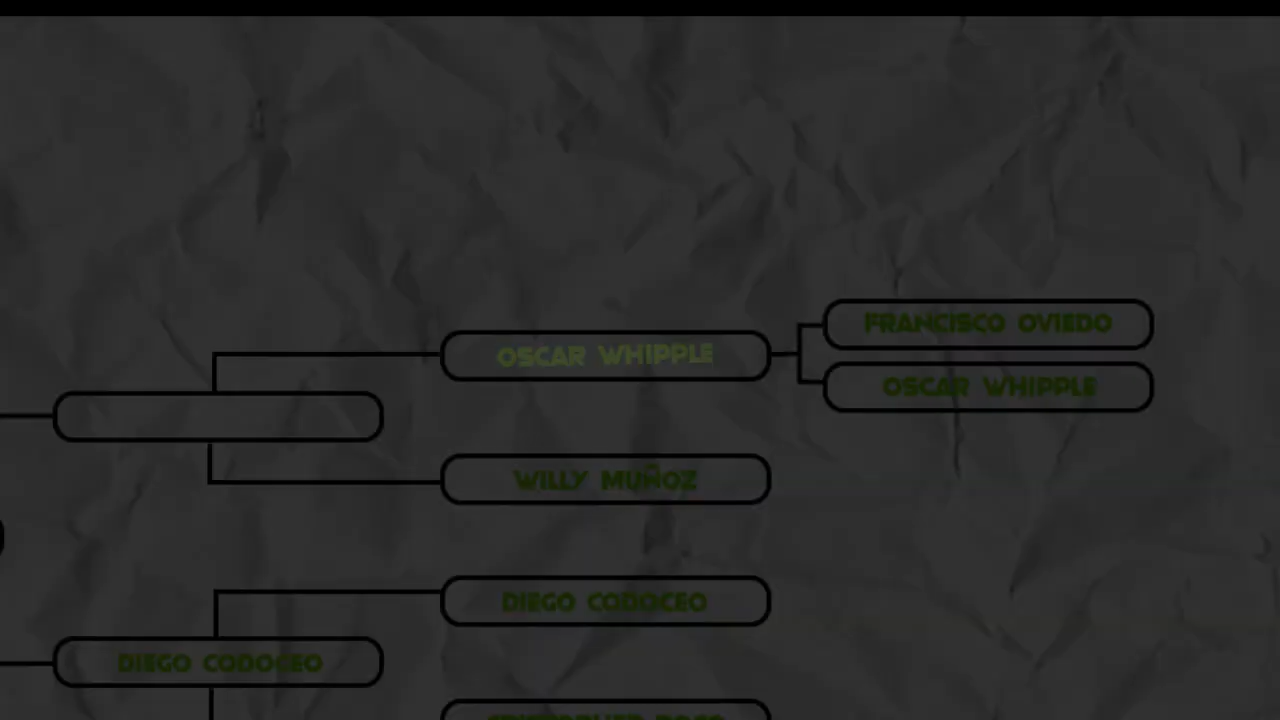 FRANCISCO OVIEDO
OSCAR WHIPPLE
OSCAR WHIPPLE
WILLY MUÑOZ
DIEGO CODOCEO
DIEGO CODOCEO